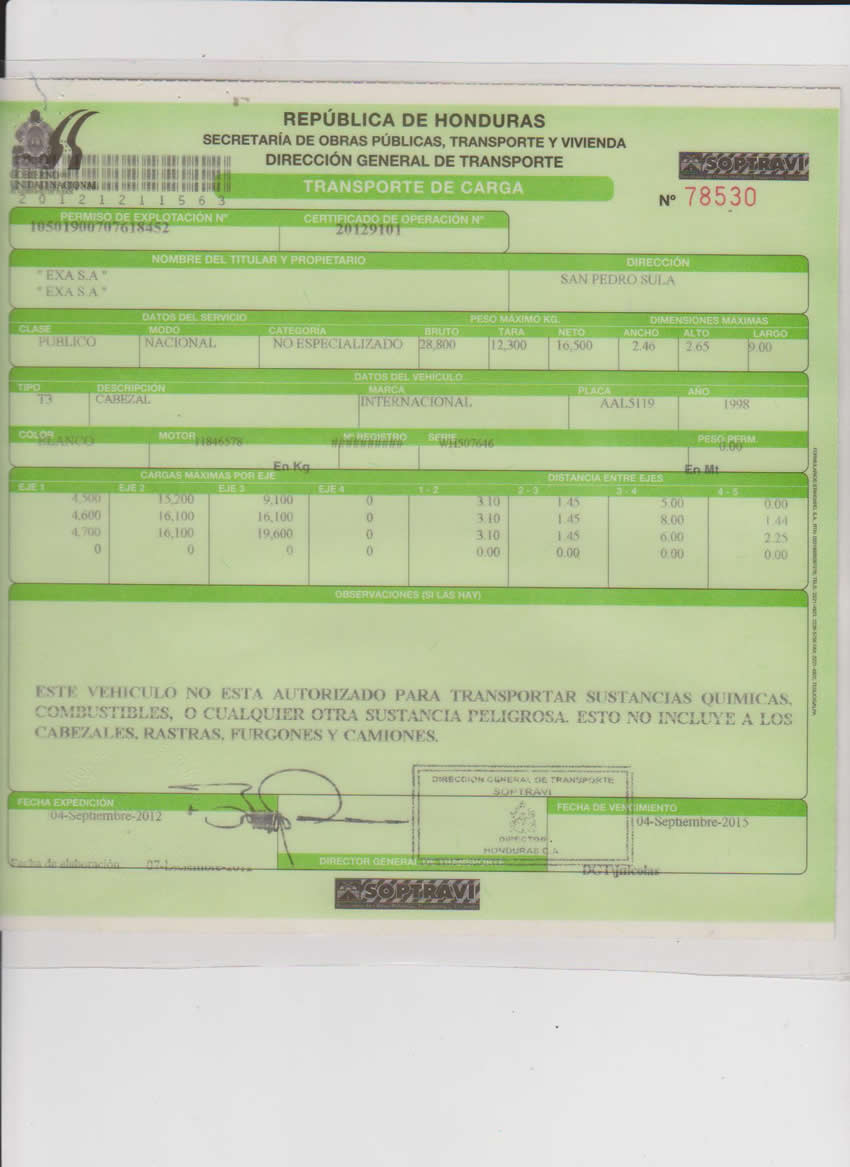 REPÚBLICA DE HONDURAS
SECRETARÍA DE OBRAS PÚBLICAS, TRANSPORTE Y VIVIENDA
DIRECCIÓN GENERAL DE TRANSPORTE
SOPTRAVI
TRANSPORTE DE CARGA
Nº 78530
2 0 1 2 1 2 1 1 5 6 3
PERMISO DE EXPLOTACIÓN Nº CERTIFICADO DE OPERACIÓN Nº
10501900707618452 20129101
NOMBRE DEL TITULAR Y PROPIETARIO DIRECCIÓN
" EXA S.A " SAN PEDRO SULA
" EXA S.A "
DATOS DEL SERVICIO PESO MÁXIMO KG. DIMENSIONES MÁXIMAS
CLASE MODO CATEGORÍA BRUTO TARA NETO ANCHO ALTO LARGO
PUBLICO NACIONAL NO ESPECIALIZADO 28,800 12,300 16,500 2.46 2.65 9.00
DATOS DEL VEHÍCULO
TIPO DESCRIPCIÓN MARCA PLACA AÑO
T3 CABEZAL INTERNACIONAL AAL5119 1998
COLOR MOTOR Nº REGISTRO SERIE PESO PERM.
BLANCO 11846578 ########## WHS07646 0.00
En Kg En Mt
CARGAS MÁXIMAS POR EJE DISTANCIA ENTRE EJES
EJE 1 EJE 2 EJE 3 EJE 4 1 - 2 2 - 3 3 - 4 4 - 5
4,500 15,200 9,100 0 3.10 1.45 5.00 0.00
4,600 16,100 16,100 0 3.10 1.45 8.00 1.44
4,700 16,100 19,600 0 3.10 1.45 6.00 2.25
0 0 0 0 0.00 0.00 0.00 0.00
OBSERVACIONES (SI LAS HAY)
ESTE VEHICULO NO ESTA AUTORIZADO PARA TRANSPORTAR SUSTANCIAS QUIMICAS,
COMBUSTIBLES, O CUALQUIER OTRA SUSTANCIA PELIGROSA. ESTO NO INCLUYE A LOS
CABEZALES, RASTRAS, FURGONES Y CAMIONES.
DIRECCION GENERAL DE TRANSPORTE
SOPTRAVI
DIRECTOR
HONDURAS C.A.
FECHA EXPEDICIÓN FECHA DE VENCIMIENTO
04-Septiembre-2012 04-Septiembre-2015
Fecha de elaboración DIRECTOR GENERAL DE TRANSPORTE
SOPTRAVI